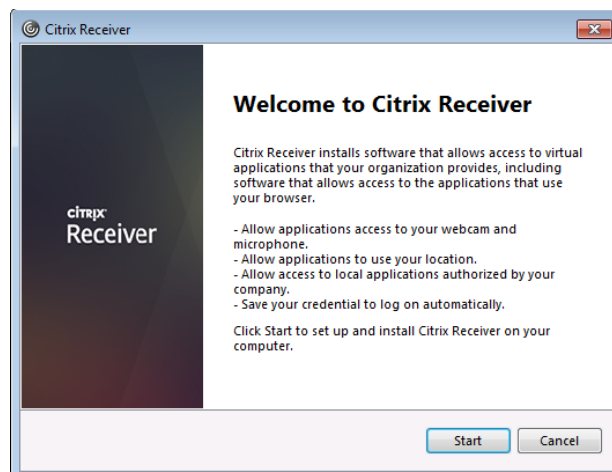 Citrix Receiver
Welcome to Citrix Receiver
Citrix Receiver installs software that allows access to virtual
applications that your organization provides, including
software that allows access to the applications that use
your browser.
- Allow applications access to your webcam and
microphone.
- Allow applications to use your location.
- Allow access to local applications authorized by your
company.
- Save your credential to log on automatically.
Click Start to set up and install Citrix Receiver on your
computer.
CITRIX
Receiver
Start
Cancel